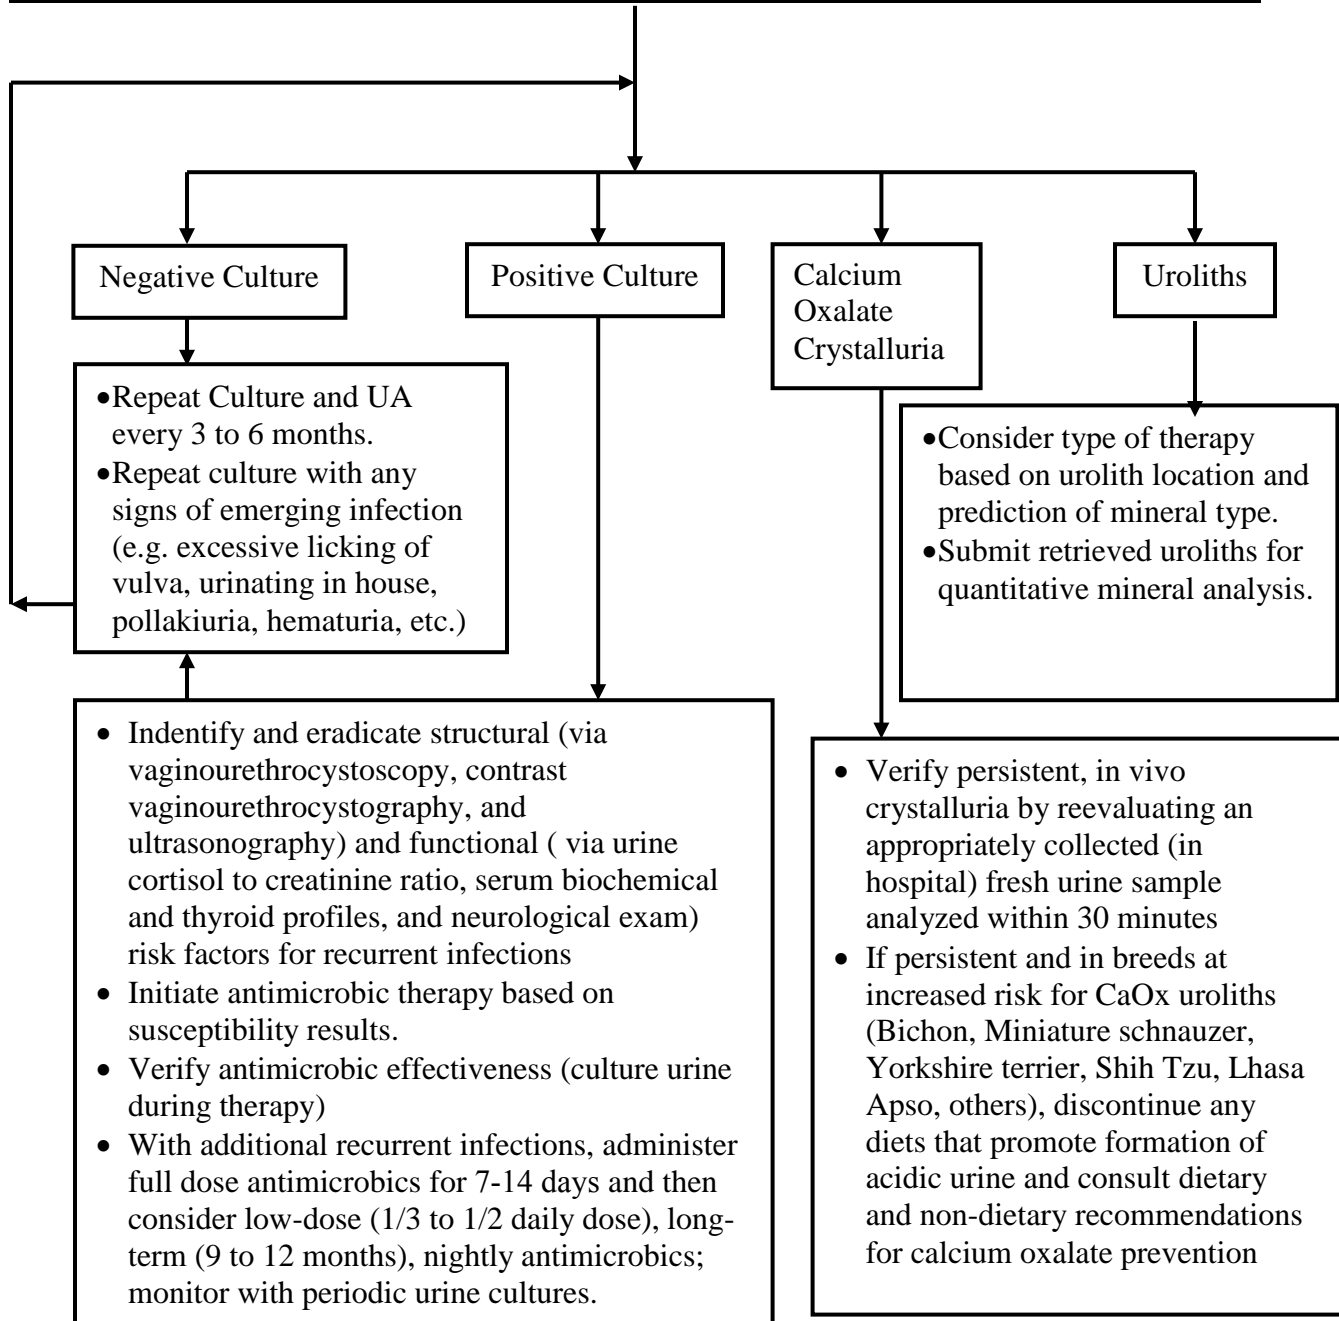 Negative Culture
Positive Culture
Calcium
Oxalate
Crystalluria
Uroliths
•Repeat Culture and UA
every 3 to 6 months.
•Repeat culture with any
signs of emerging infection
(e.g. excessive licking of
vulva, urinating in house,
pollakiuria, hematuria, etc.)
•Consider type of therapy
based on urolith location and
prediction of mineral type.
•Submit retrieved uroliths for
quantitative mineral analysis.
• Indentify and eradicate structural (via
vaginourethrocystoscopy, contrast
vaginourethrocystography, and
ultrasonography) and functional ( via urine
cortisol to creatinine ratio, serum biochemical
and thyroid profiles, and neurological exam)
risk factors for recurrent infections
• Initiate antimicrobic therapy based on
susceptibility results.
• Verify antimicrobic effectiveness (culture urine
during therapy)
• With additional recurrent infections, administer
full dose antimicrobics for 7-14 days and then
consider low-dose (1/3 to 1/2 daily dose), long-
term (9 to 12 months), nightly antimicrobics;
monitor with periodic urine cultures.
• Verify persistent, in vivo
crystalluria by reevaluating an
appropriately collected (in
hospital) fresh urine sample
analyzed within 30 minutes
• If persistent and in breeds at
increased risk for CaOx uroliths
(Bichon, Miniature schnauzer,
Yorkshire terrier, Shih Tzu, Lhasa
Apso, others), discontinue any
diets that promote formation of
acidic urine and consult dietary
and non-dietary recommendations
for calcium oxalate prevention